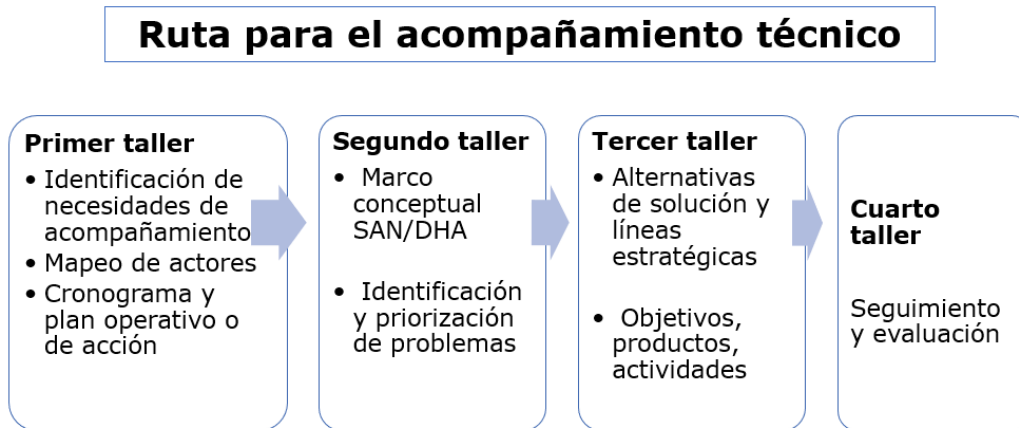 Ruta para el acompañamiento técnico
Primer taller
• Identificación de
necesidades de
acompañamiento
• Mapeo de actores
• Cronograma y
plan operativo o
de acción
Segundo taller
• Marco
conceptual
SAN/DHA
• Identificación
y priorización
de problemas
Tercer taller
• Alternativas
de solución y
líneas
estratégicas
• Objetivos,
productos,
actividades
Cuarto
taller
Seguimiento
y evaluación